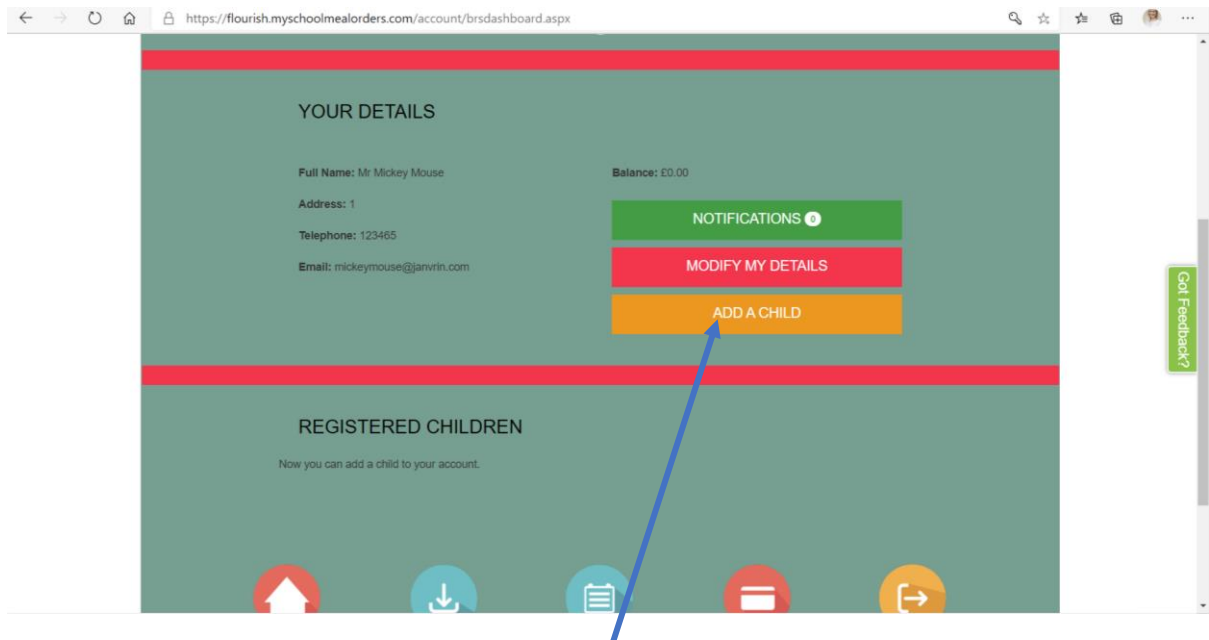 https://flourish.myschoolmealorders.com/account/brsdashboard.aspx
YOUR DETAILS
Full Name: Mr Mickey Mouse
Address: 1
Telephone: 123465
Email: mickeymouse@janvrin.com
Balance: £0.00
NOTIFICATIONS 0
MODIFY MY DETAILS
ADD A CHILD
Got Feedback?
REGISTERED CHILDREN
Now you can add a child to your account.